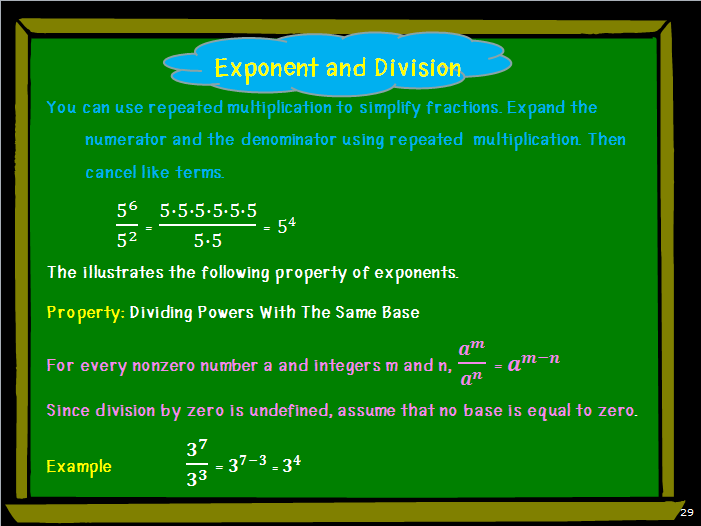 Exponent and Division
You can use repeated multiplication to simplify fractions. Expand the
numerator and the denominator using repeated multiplication. Then
cancel like terms.
5⁶/5² = 5·5·5·5·5·5/5·5 = 5⁴
The illustrates the following property of exponents.
Property: Dividing Powers With The Same Base
For every nonzero number a and integers m and n, aᵐ/aⁿ = aᵐ⁻ⁿ
Since division by zero is undefined, assume that no base is equal to zero.
Example 3⁷/3³ = 3⁷⁻³ = 3⁴
29